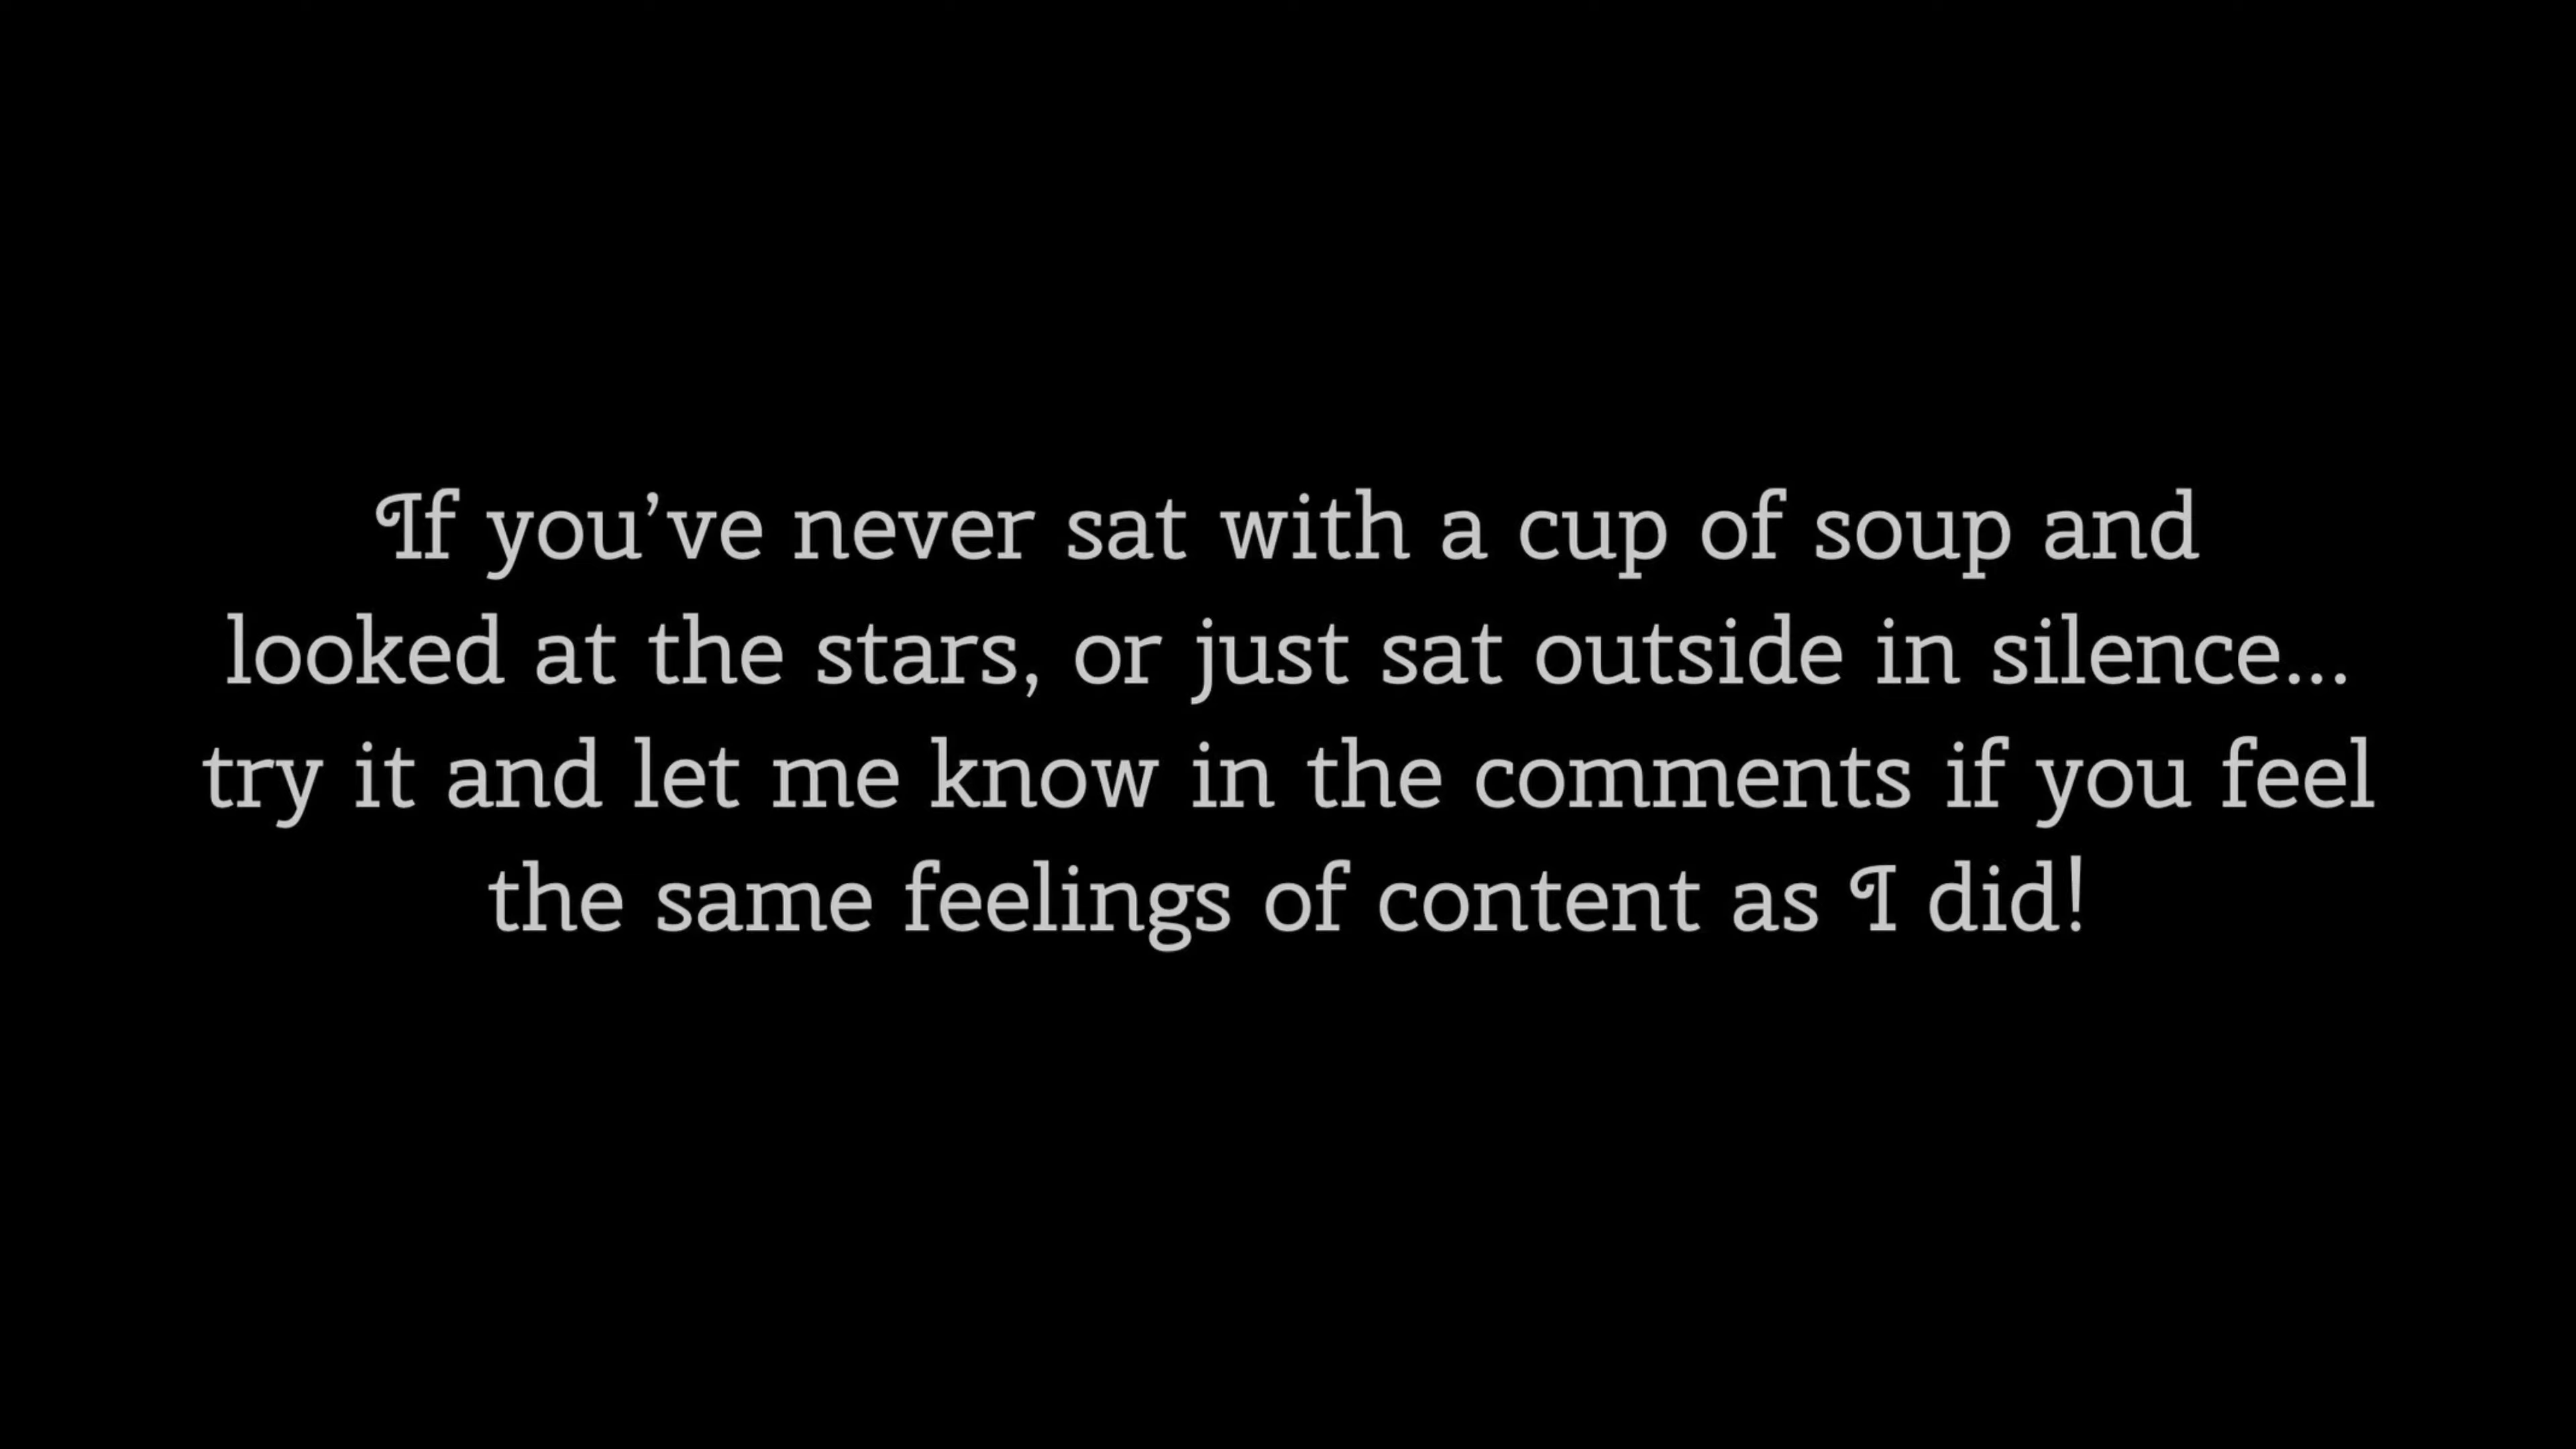 If you’ve never sat with a cup of soup and
looked at the stars, or just sat outside in silence...
try it and let me know in the comments if you feel
the same feelings of content as I did!